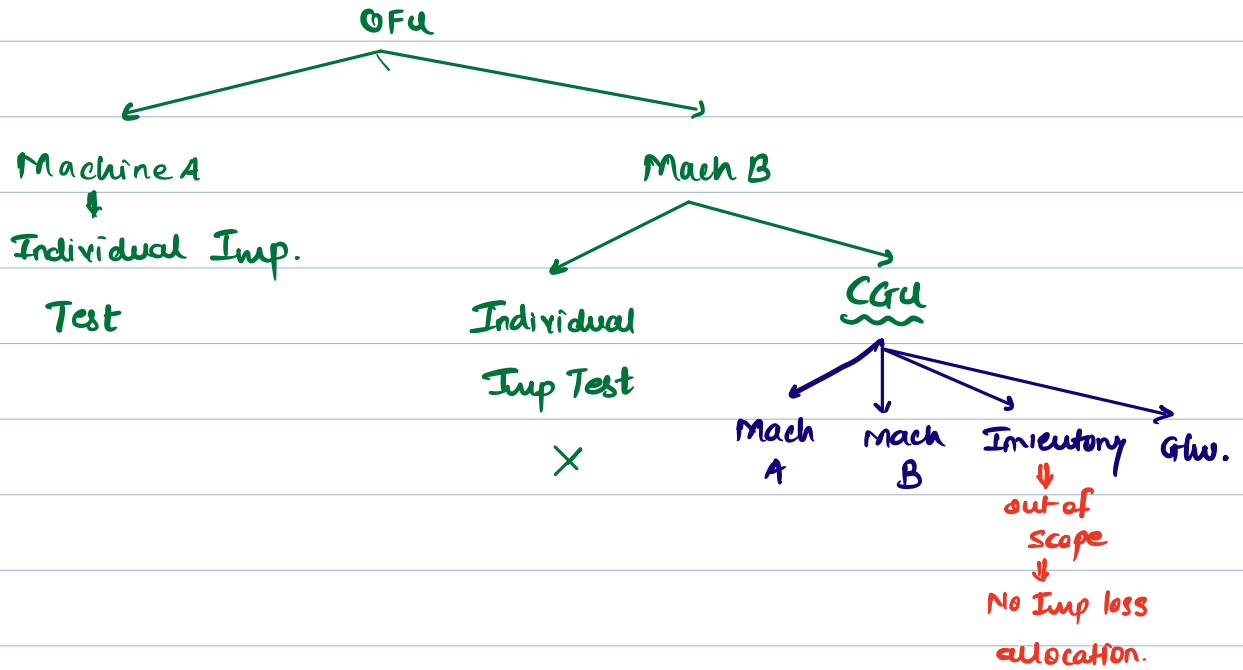 OFU
Machine A
Mach B
Individual Imp.
Test
Individual
Imp Test
X
CGU
Mach
A
Mach
B
Inventory
Glw.
out of
scope
No Imp loss
allocation.